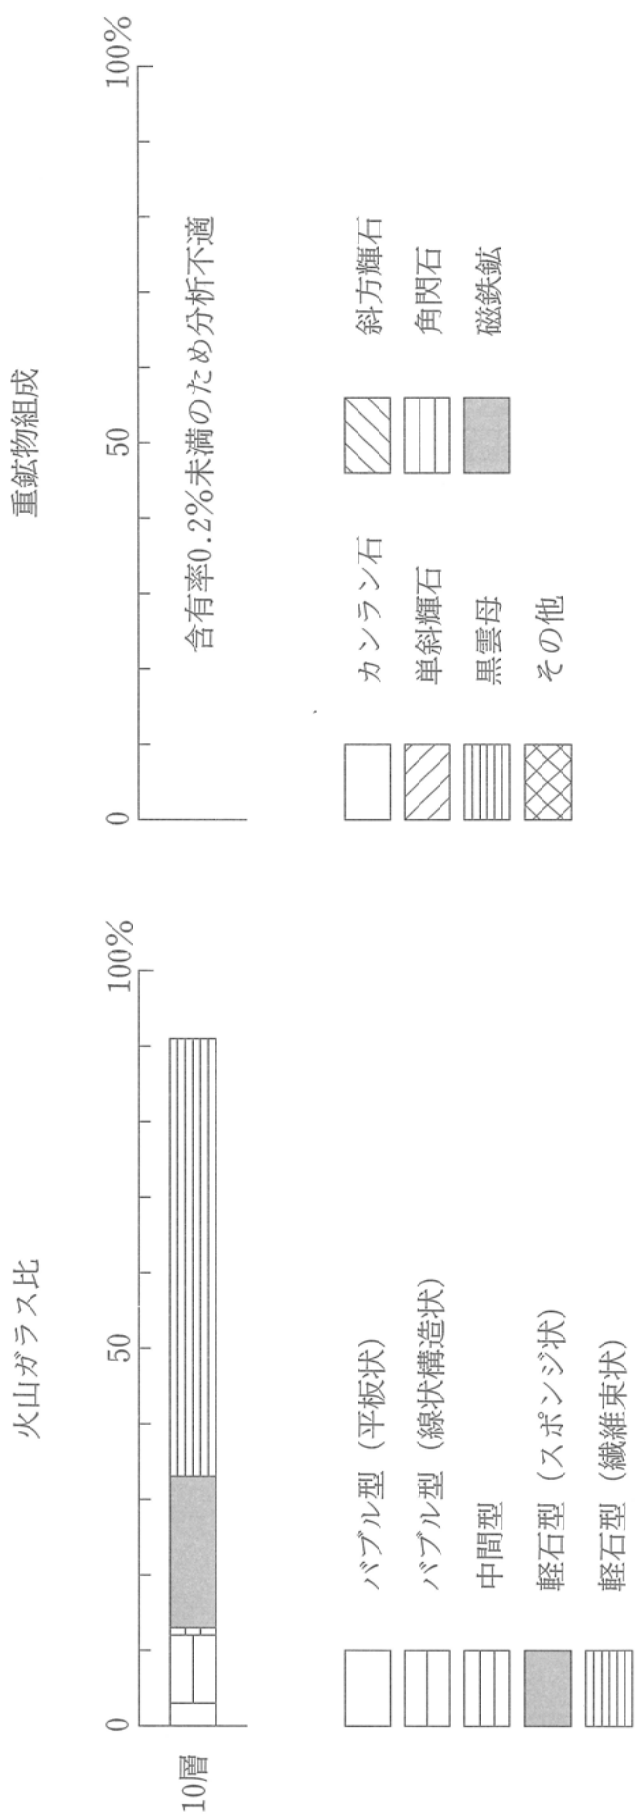 火山ガラス比
0
50
100%
10層
バブル型（平板状）
バブル型（線状構造状）
中間型
軽石型（スポンジ状）
軽石型（繊維束状）
重鉱物組成
0
50
100%
含有率0.2%未満のため分析不適
カンラン石
斜方輝石
単斜輝石
角閃石
黒雲母
磁鉄鉱
その他